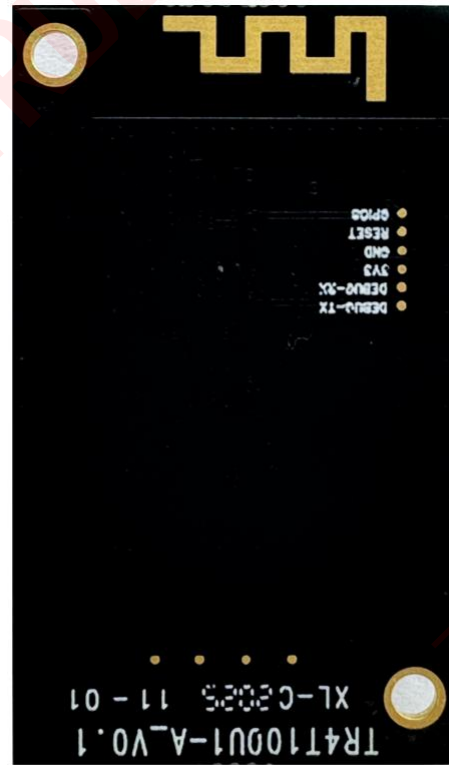 TR4T100U1-A_V0.1
XL-C2025 11-01
DEBUG-TX
DEBUG-RX
3V3
GND
RESET
GPIO8